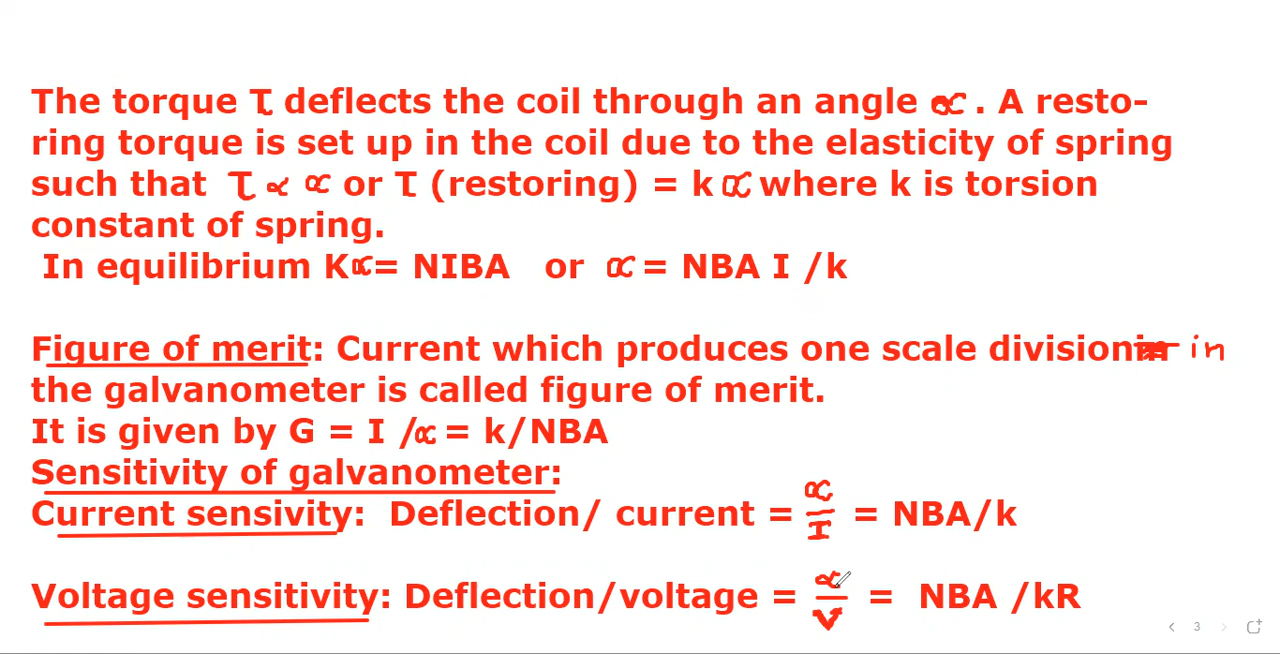 The torque τ deflects the coil through an angle α . A resto-
ring torque is set up in the coil due to the elasticity of spring
such that τ ∝ α or τ (restoring) = k α where k is torsion
constant of spring.
In equilibrium Kα= NIBA or α = NBA I /k
Figure of merit: Current which produces one scale division in
the galvanometer is called figure of merit.
It is given by G = I /α = k/NBA
Sensitivity of galvanometer:
Current sensivity: Deflection/ current = α/I = NBA/k
Voltage sensitivity: Deflection/voltage = α/V = NBA /kR
3